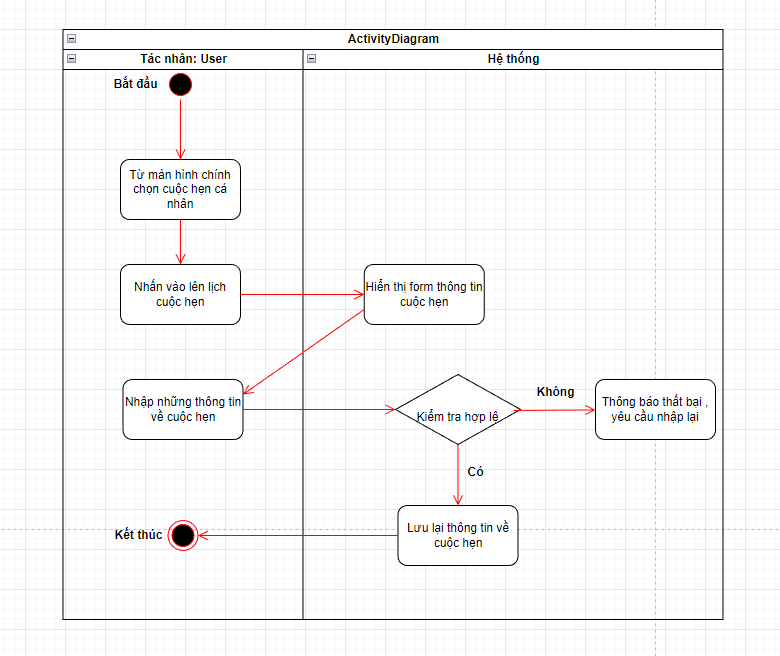 ActivityDiagram
Tác nhân: User
Hệ thống
Bắt đầu
Từ màn hình chính
chọn cuộc hẹn cá
nhân
Nhấn vào lên lịch
cuộc hẹn
Hiển thị form thông tin
cuộc hẹn
Nhập những thông tin
về cuộc hẹn
Kiểm tra hợp lệ
Không
Thông báo thất bại ,
yêu cầu nhập lại
Có
Lưu lại thông tin về
cuộc hẹn
Kết thúc